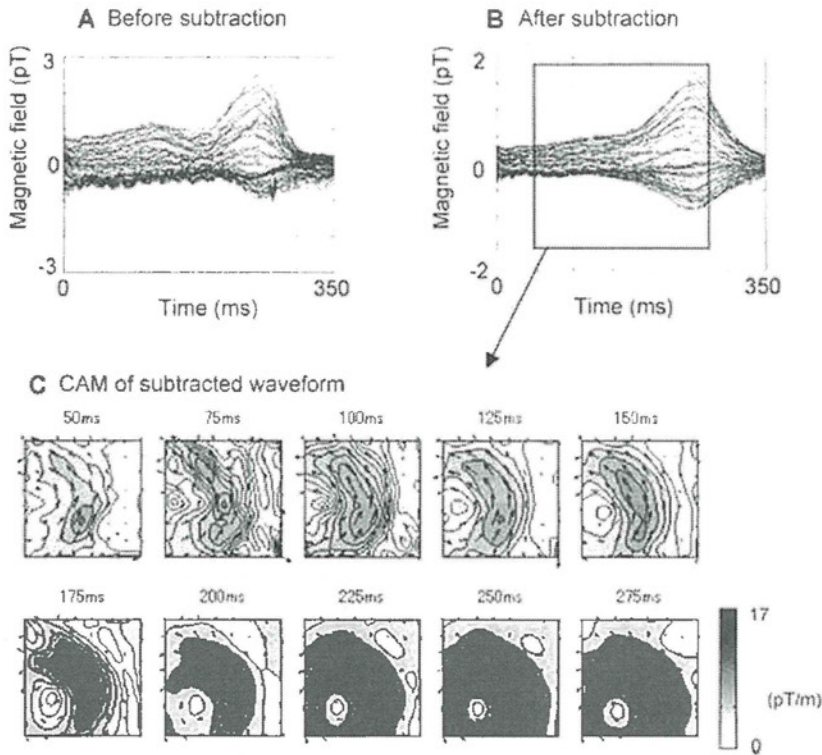 A Before subtraction
3
0
-3
Magnetic field (pT)
0
350
Time (ms)
B After subtraction
2
0
-2
Magnetic field (pT)
0
350
Time (ms)
C CAM of subtracted waveform
50ms
75ms
100ms
125ms
150ms
175ms
200ms
225ms
250ms
275ms
17
(pT/m)
0